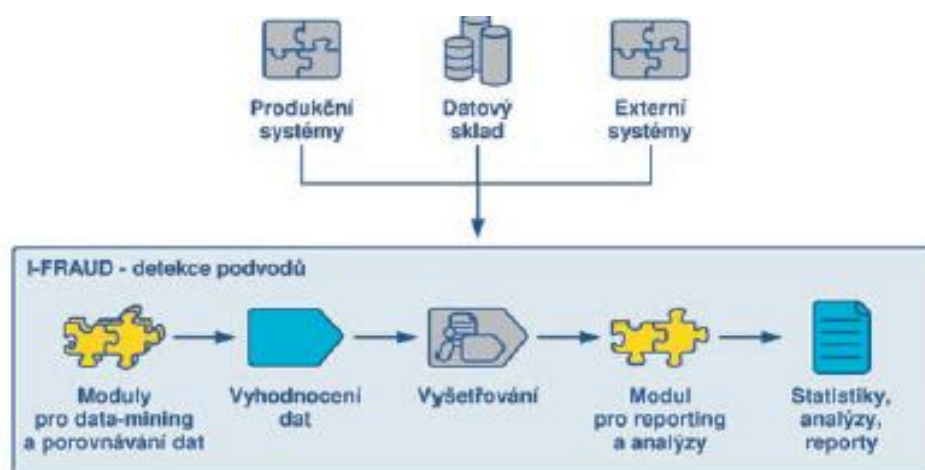 Produkční
systémy
Datový
sklad
Externí
systémy
I-FRAUD - detekce podvodů
Moduly
pro data-mining
a porovnávání dat
Vyhodnocení
dat
Vyšetřování
Modul
pro reporting
a analýzy
Statistiky,
analýzy,
reporty